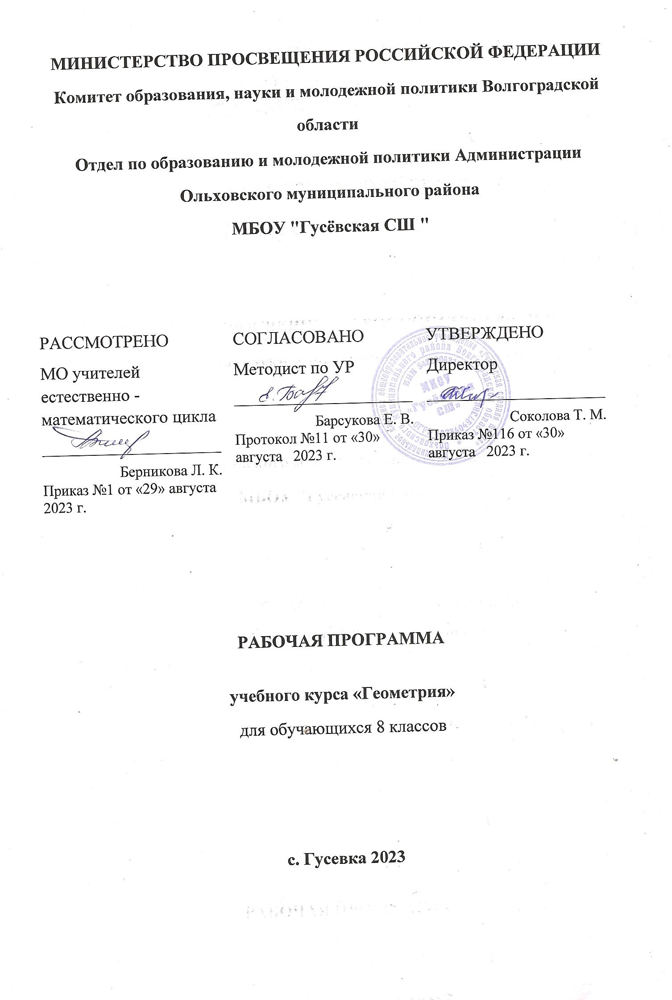 МИНИСТЕРСТВО ПРОСВЕЩЕНИЯ РОССИЙСКОЙ ФЕДЕРАЦИИ
Комитет образования, науки и молодежной политики Волгоградской
области
Отдел по образованию и молодежной политики Администрации
Ольховского муниципального района
МБОУ "Гусёвская СШ "
РАССМОТРЕНО
МО учителей
естественно -
математического цикла
Берникова Л. К.
Приказ №1 от «29» августа
2023 г.
СОГЛАСОВАНО
Методист по УР
Барсукова Е. В.
Протокол №11 от «30»
августа 2023 г.
УТВЕРЖДЕНО
Директор
Соколова Т. М.
Приказ №116 от «30»
августа 2023 г.
МКОУ
«Гусёвская
СШ»
РАБОЧАЯ ПРОГРАММА
учебного курса «Геометрия»
для обучающихся 8 классов
с. Гусевка 2023